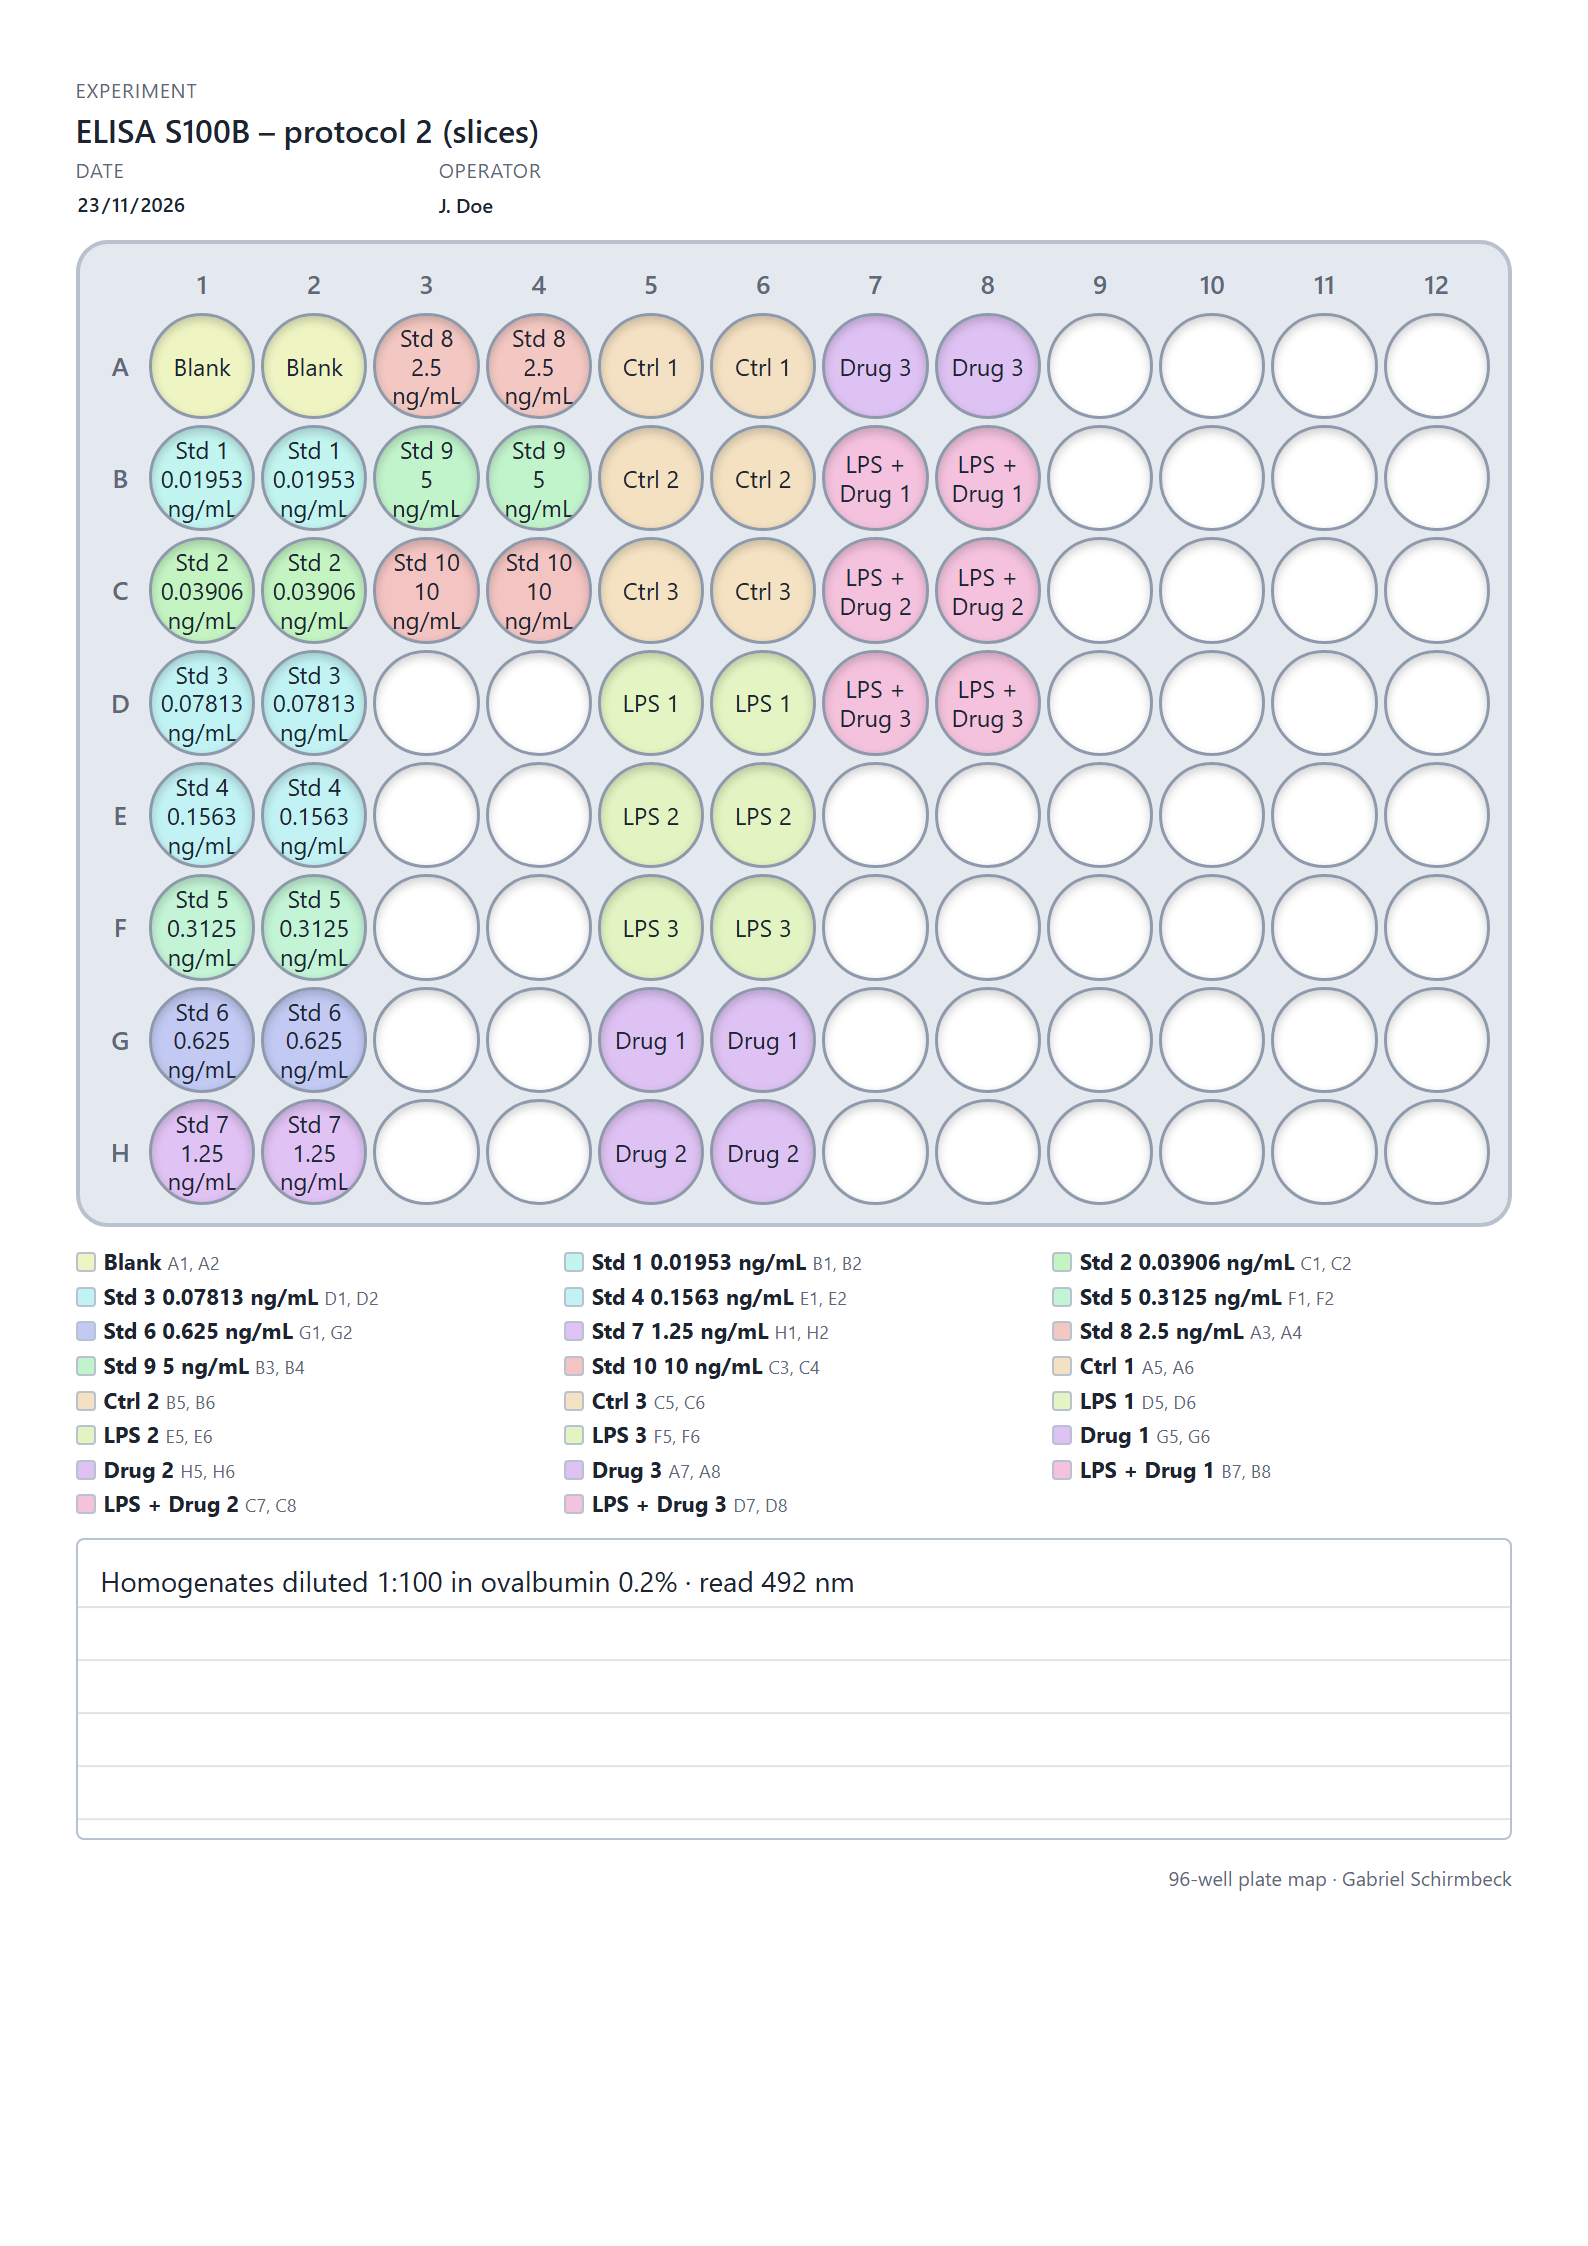 EXPERIMENT
ELISA S100B – protocol 2 (slices)
DATE OPERATOR
23/11/2026 J. Doe
1 2 3 4 5 6 7 8 9 10 11 12
A Blank Blank Std 8 2.5 ng/mL Std 8 2.5 ng/mL Ctrl 1 Ctrl 1 Drug 3 Drug 3
B Std 1 0.01953 ng/mL Std 1 0.01953 ng/mL Std 9 5 ng/mL Std 9 5 ng/mL Ctrl 2 Ctrl 2 LPS + Drug 1 LPS + Drug 1
C Std 2 0.03906 ng/mL Std 2 0.03906 ng/mL Std 10 10 ng/mL Std 10 10 ng/mL Ctrl 3 Ctrl 3 LPS + Drug 2 LPS + Drug 2
D Std 3 0.07813 ng/mL Std 3 0.07813 ng/mL LPS 1 LPS 1 LPS + Drug 3 LPS + Drug 3
E Std 4 0.1563 ng/mL Std 4 0.1563 ng/mL LPS 2 LPS 2
F Std 5 0.3125 ng/mL Std 5 0.3125 ng/mL LPS 3 LPS 3
G Std 6 0.625 ng/mL Std 6 0.625 ng/mL Drug 1 Drug 1
H Std 7 1.25 ng/mL Std 7 1.25 ng/mL Drug 2 Drug 2
Blank A1, A2 Std 1 0.01953 ng/mL B1, B2 Std 2 0.03906 ng/mL C1, C2
Std 3 0.07813 ng/mL D1, D2 Std 4 0.1563 ng/mL E1, E2 Std 5 0.3125 ng/mL F1, F2
Std 6 0.625 ng/mL G1, G2 Std 7 1.25 ng/mL H1, H2 Std 8 2.5 ng/mL A3, A4
Std 9 5 ng/mL B3, B4 Std 10 10 ng/mL C3, C4 Ctrl 1 A5, A6
Ctrl 2 B5, B6 Ctrl 3 C5, C6 LPS 1 D5, D6
LPS 2 E5, E6 LPS 3 F5, F6 Drug 1 G5, G6
Drug 2 H5, H6 Drug 3 A7, A8 LPS + Drug 1 B7, B8
LPS + Drug 2 C7, C8 LPS + Drug 3 D7, D8
Homogenates diluted 1:100 in ovalbumin 0.2% · read 492 nm
96-well plate map · Gabriel Schirmbeck